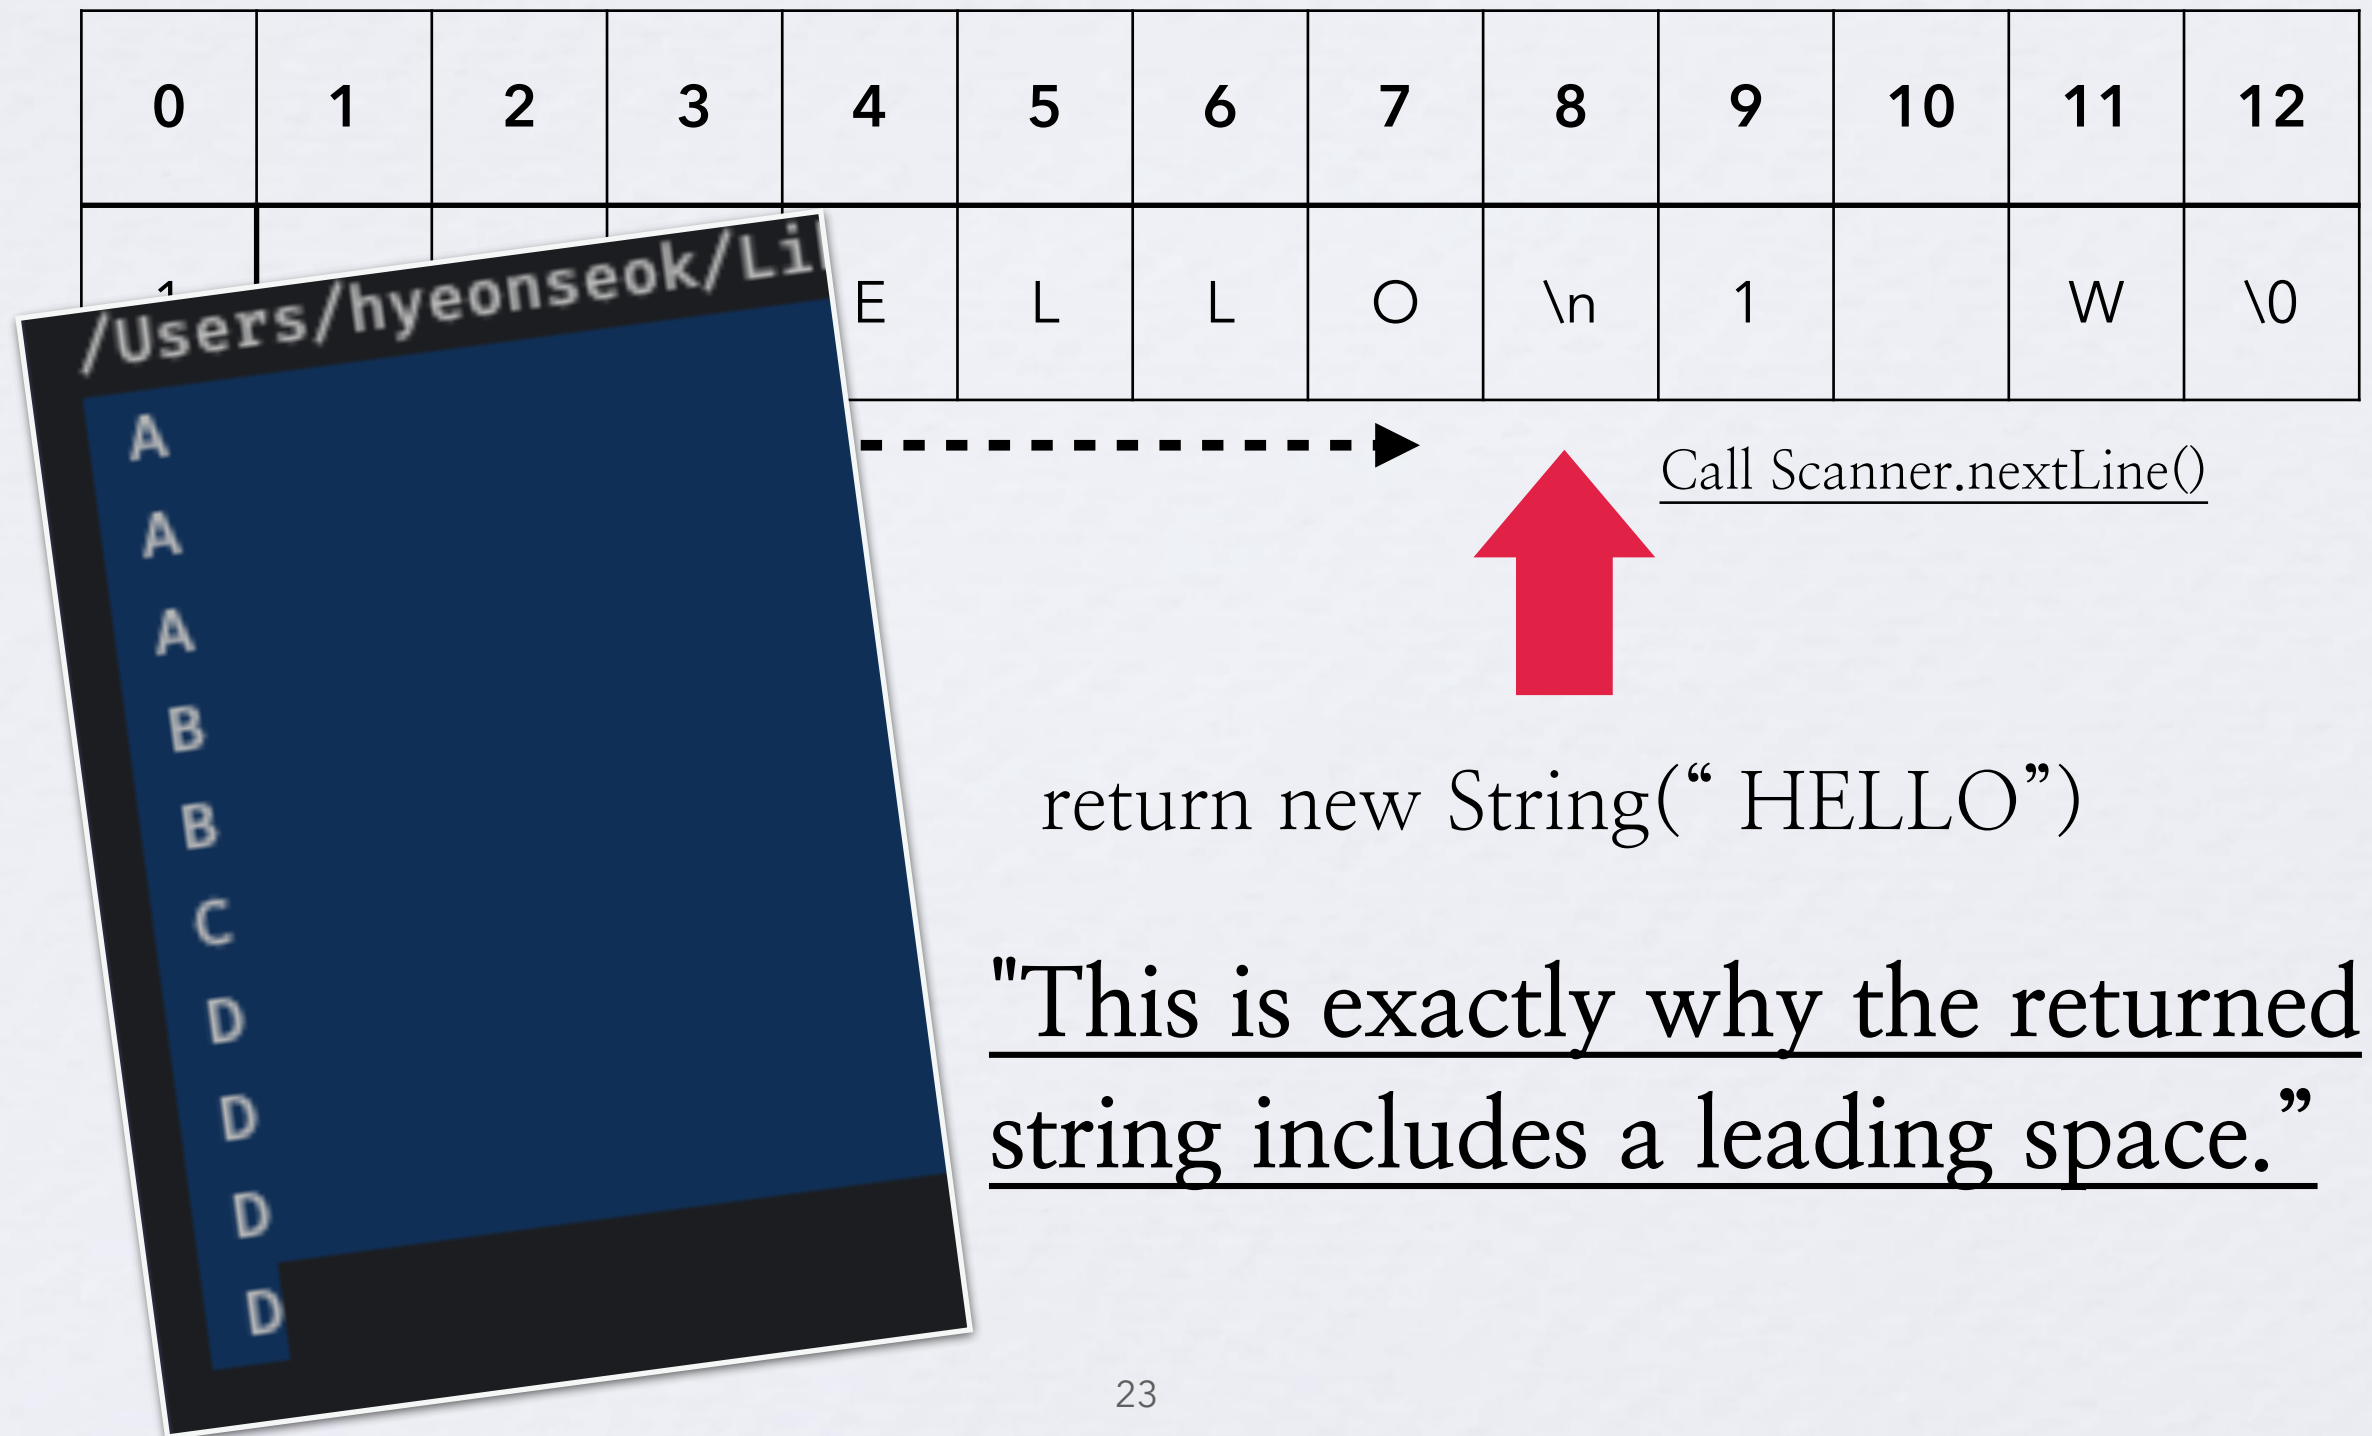 0 1 2 3 4 5 6 7 8 9 10 11 12
1 E L L O \n 1 W \0
/Users/hyeonseok/Li
A
A
A
B
B
C
D
D
D
D
Call Scanner.nextLine()
return new String(“ HELLO”)
"This is exactly why the returned
string includes a leading space.”
23